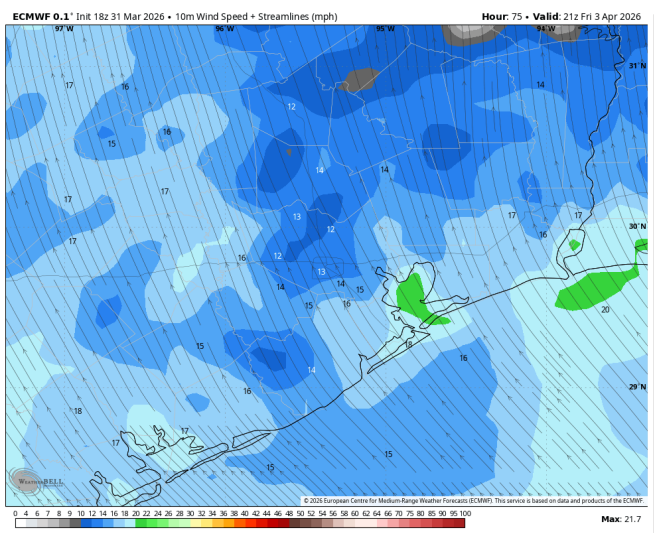 ECMWF 0.1° Init 18z 31 Mar 2026 • 10m Wind Speed + Streamlines (mph)
Hour: 75 • Valid: 21z Fri 3 Apr 2026
97°W 96°W 95°W 94°W
31°N
17 16 14
12
15 16
14 14
17 17
13 17 17
12 30°N
17 16
16 12
13
14 14 15
15 16
20
18
15 16
14 29°N
16
18
17 17
15 15
WeatherBELL
© 2026 European Centre for Medium-Range Weather Forecasts (ECMWF). This service is based on data and products of the ECMWF.
0 4 6 7 8 9 10 12 14 16 18 20 22 24 26 28 30 32 34 36 38 40 42 44 46 48 50 52 54 56 58 60 62 64 66 68 70 75 80 85 90 95 100
Max: 21.7